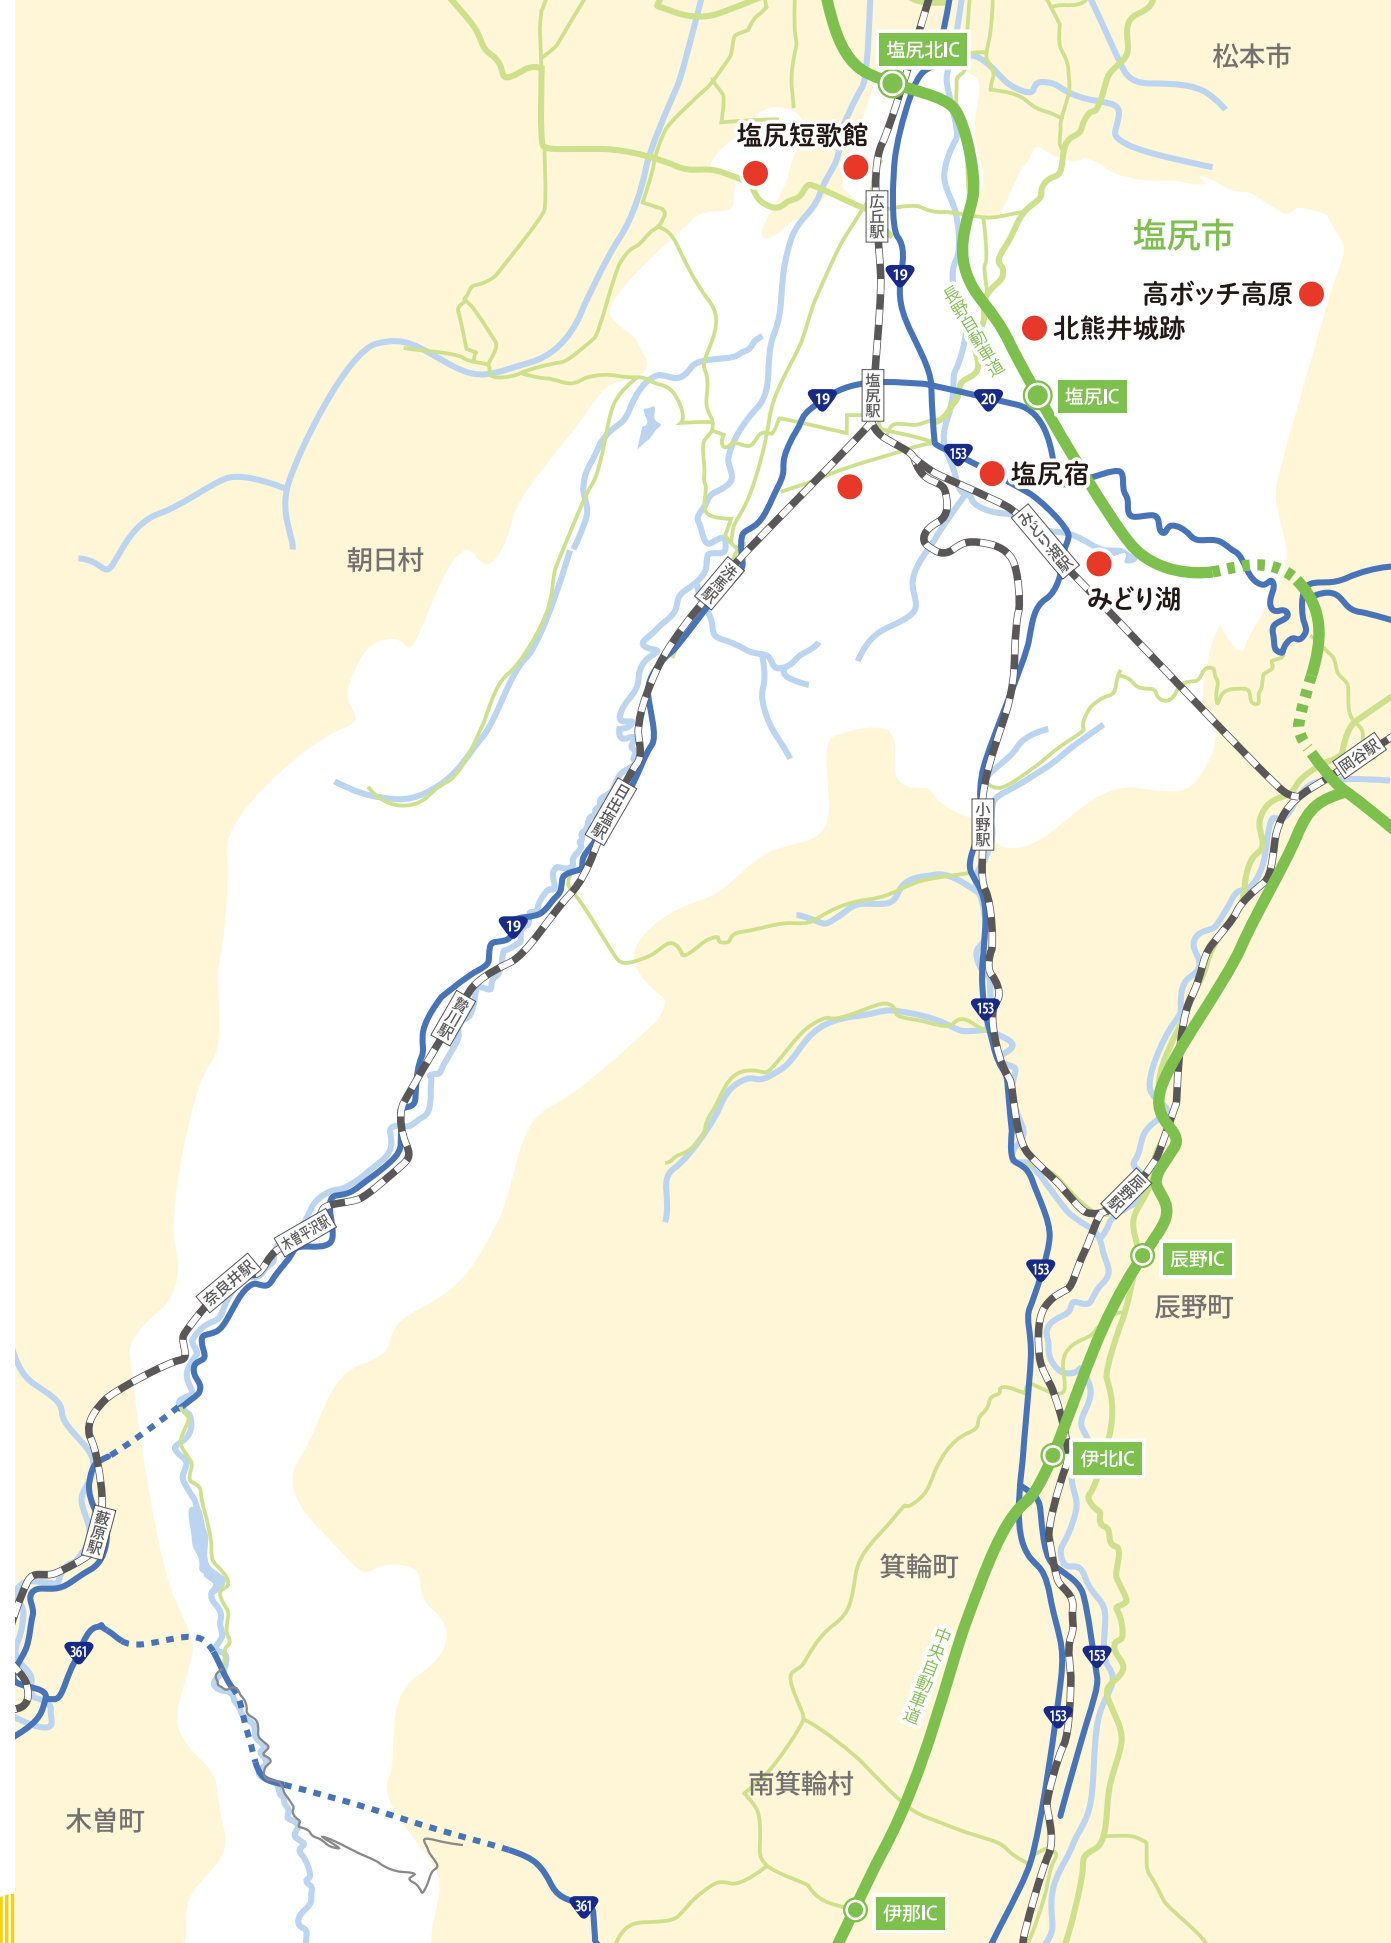 塩尻北IC
松本市
塩尻短歌館
広丘駅
塩尻市
19
高ボッチ高原
長野自動車道
北熊井城跡
塩尻駅
19
20
塩尻IC
153
塩尻宿
みどり湖駅
朝日村
洗馬駅
みどり湖
岡谷駅
日出塩駅
小野駅
19
贄川駅
153
辰野駅
木曽平沢駅
奈良井駅
辰野IC
153
辰野町
伊北IC
藪原駅
箕輪町
361
中央自動車道
153
153
南箕輪村
木曽町
361
伊那IC